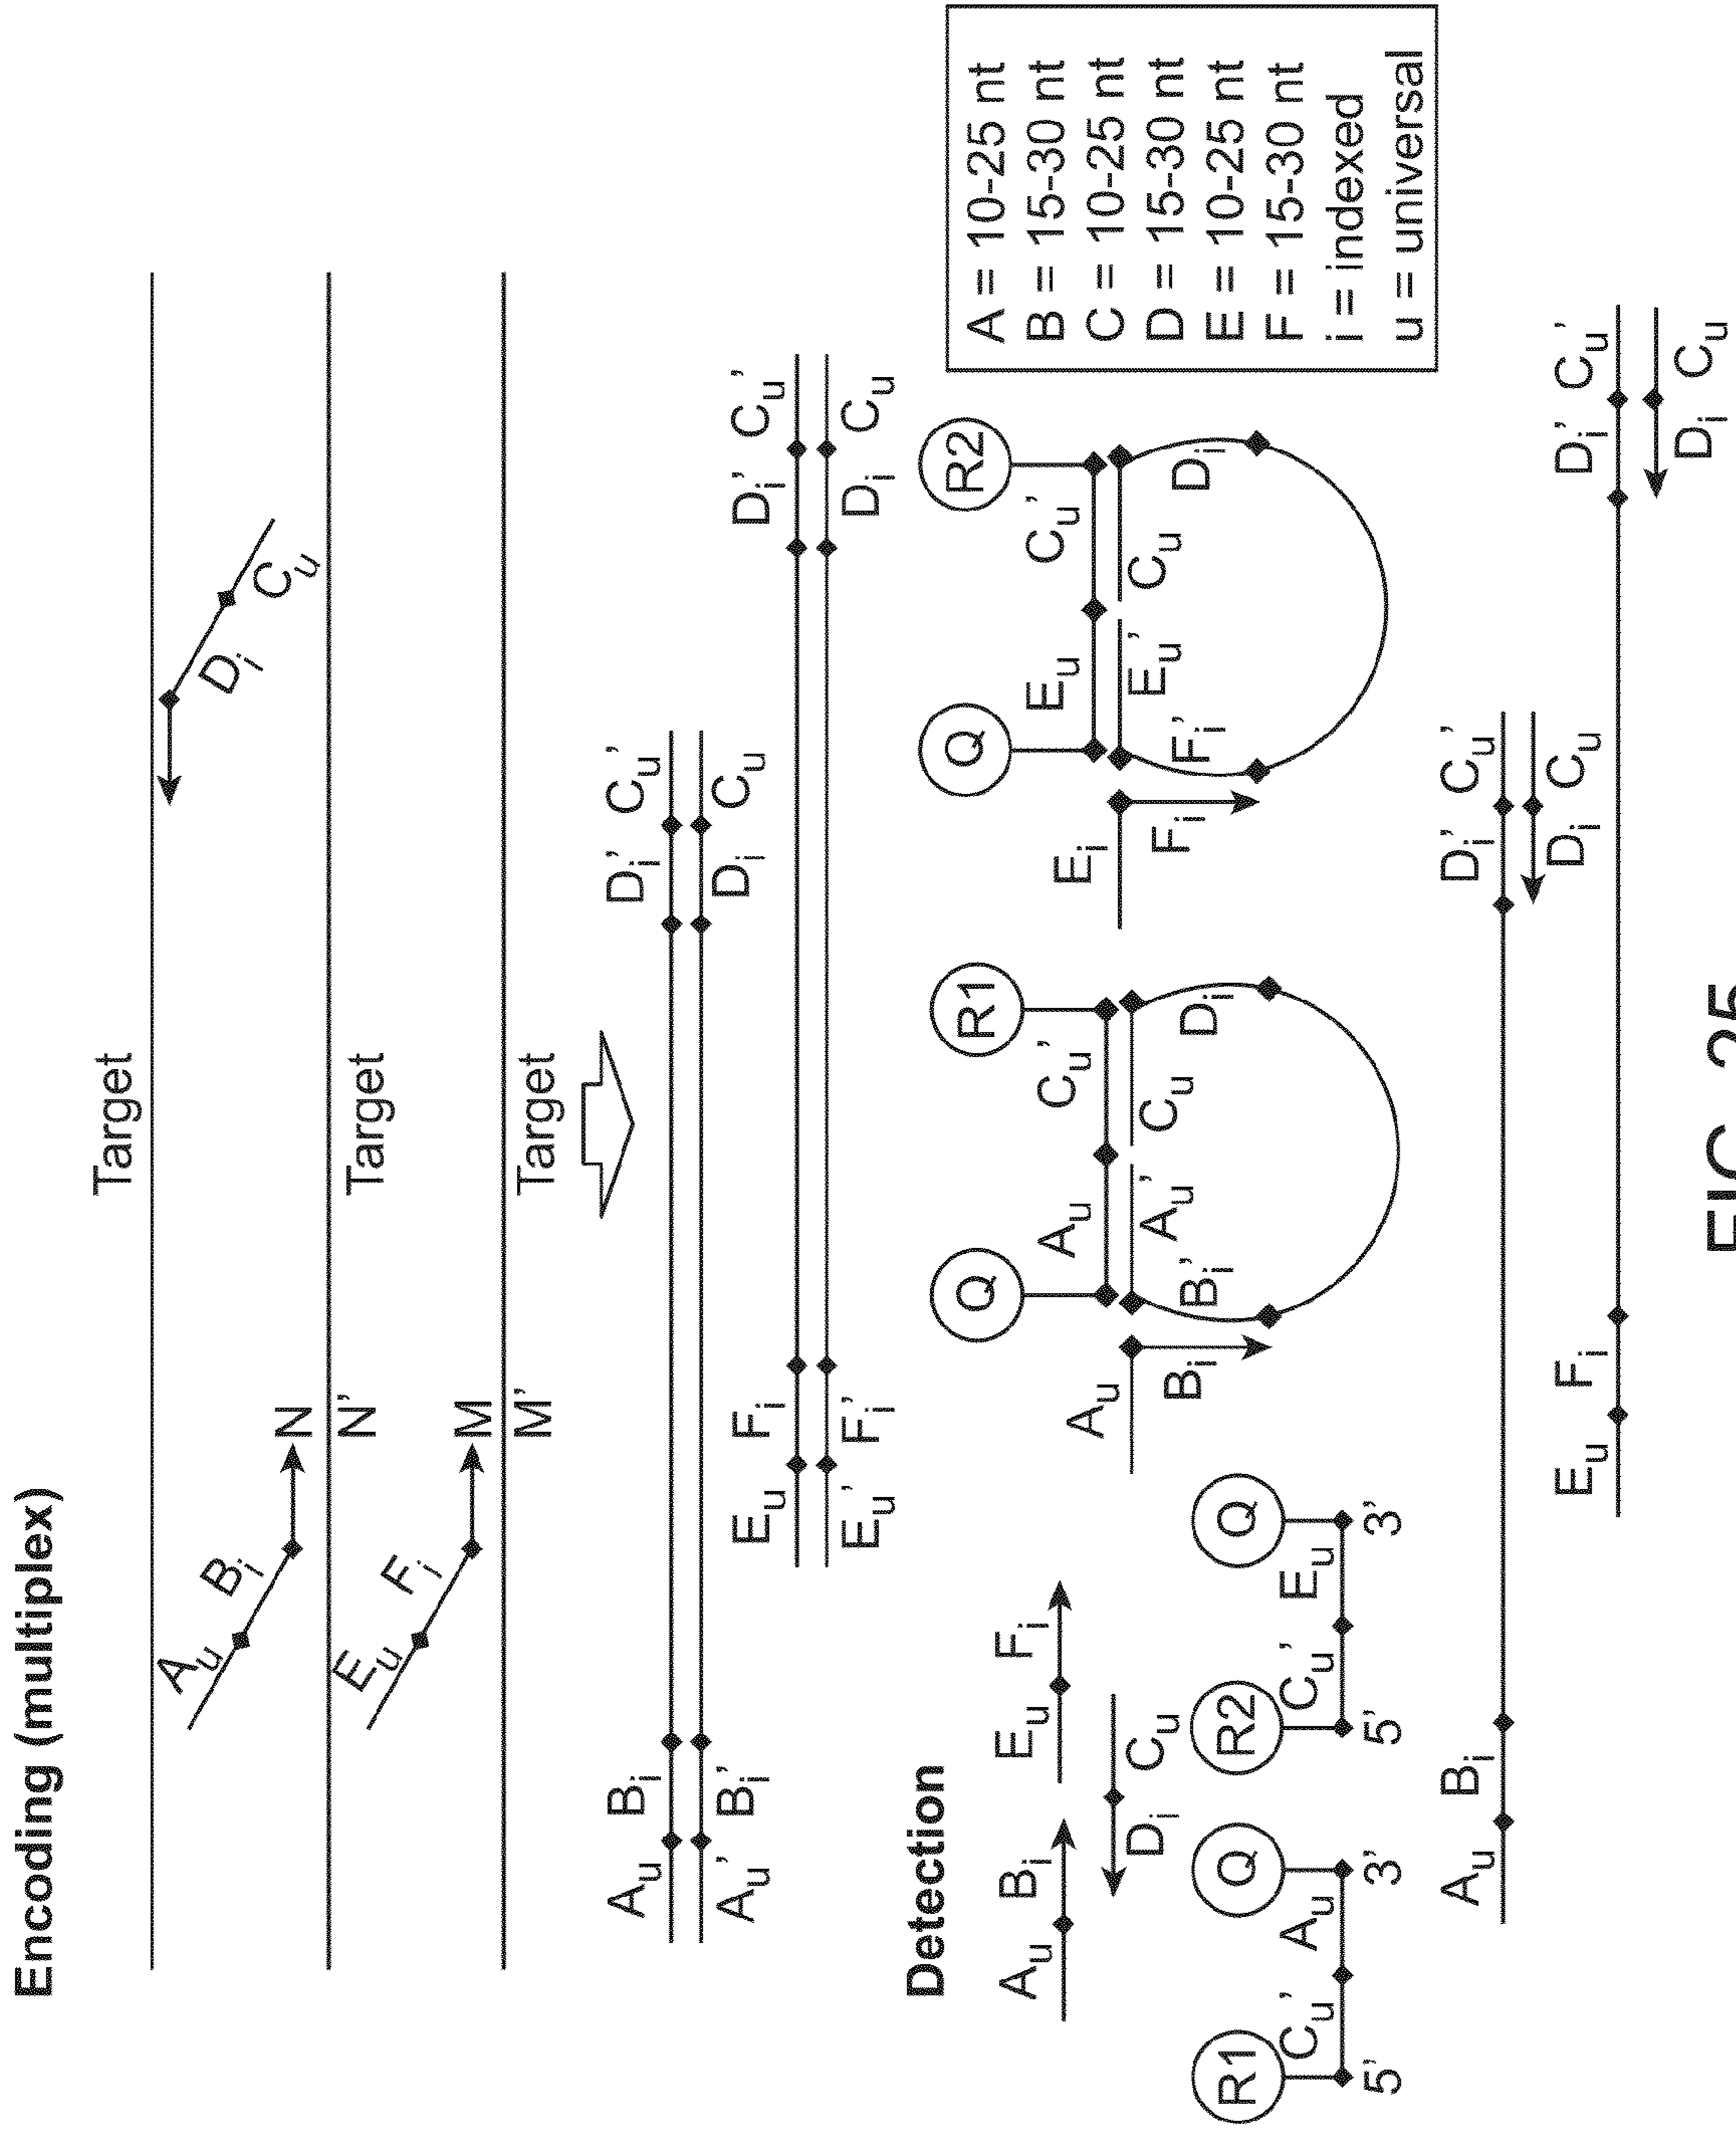 Encoding (multiplex)
Target
A_u B_i N
D_i C_u
N' Target
E_u F_i M
M' Target
A_u B_i D_i' C_u'
A_u' B_i' D_i C_u
E_u F_i D_i' C_u'
E_u' F_i' D_i C_u
Detection
A_u B_i
E_u F_i
D_i C_u
R1 Q
C_u' A_u
5' 3'
R2 Q
C_u' E_u
5' 3'
Q R1
A_u C_u'
A_u' C_u
A_u
B_i B_i' D_i
Q R2
E_u C_u'
E_u' C_u
E_i
F_i F_i' D_i
A = 10-25 nt
B = 15-30 nt
C = 10-25 nt
D = 15-30 nt
E = 10-25 nt
F = 15-30 nt
i = indexed
u = universal
A_u B_i D_i' C_u'
D_i C_u
E_u F_i D_i' C_u'
D_i C_u
FIG. 25